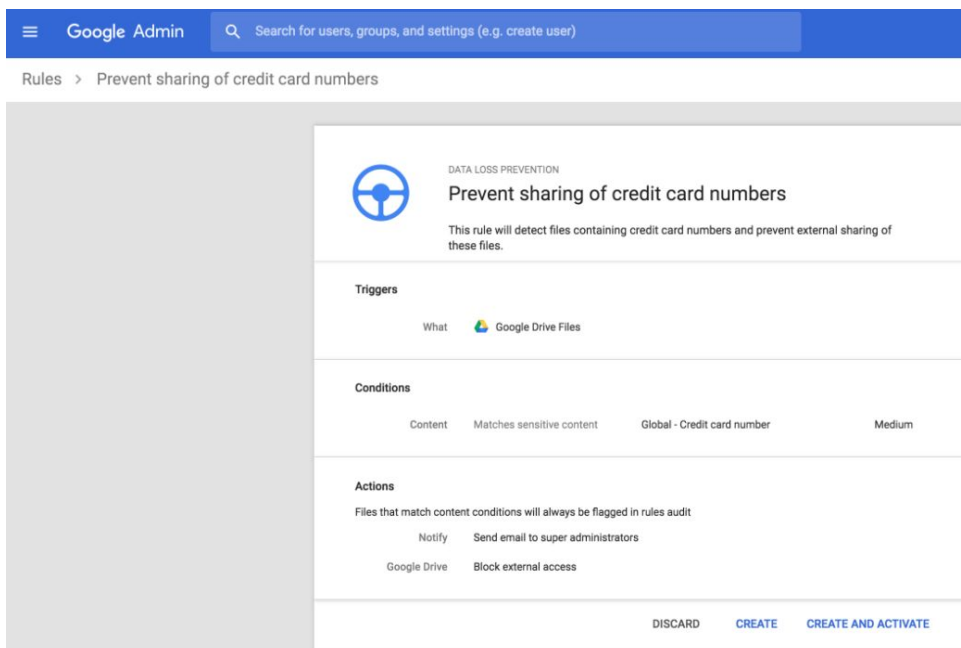 Google Admin
Search for users, groups, and settings (e.g. create user)
Rules > Prevent sharing of credit card numbers
DATA LOSS PREVENTION
Prevent sharing of credit card numbers
This rule will detect files containing credit card numbers and prevent external sharing of
these files.
Triggers
What Google Drive Files
Conditions
Content Matches sensitive content Global - Credit card number Medium
Actions
Files that match content conditions will always be flagged in rules audit
Notify Send email to super administrators
Google Drive Block external access
DISCARD CREATE CREATE AND ACTIVATE